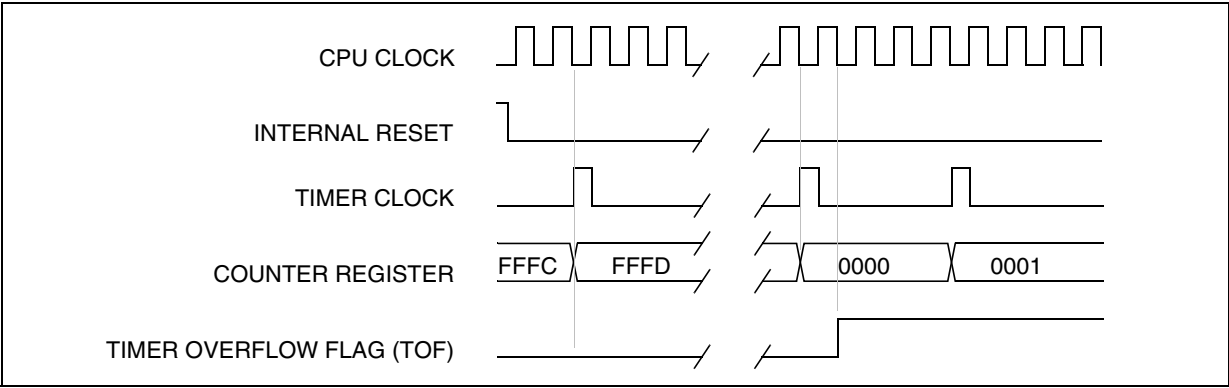 CPU CLOCK
INTERNAL RESET
TIMER CLOCK
COUNTER REGISTER FFFC FFFD 0000 0001
TIMER OVERFLOW FLAG (TOF)